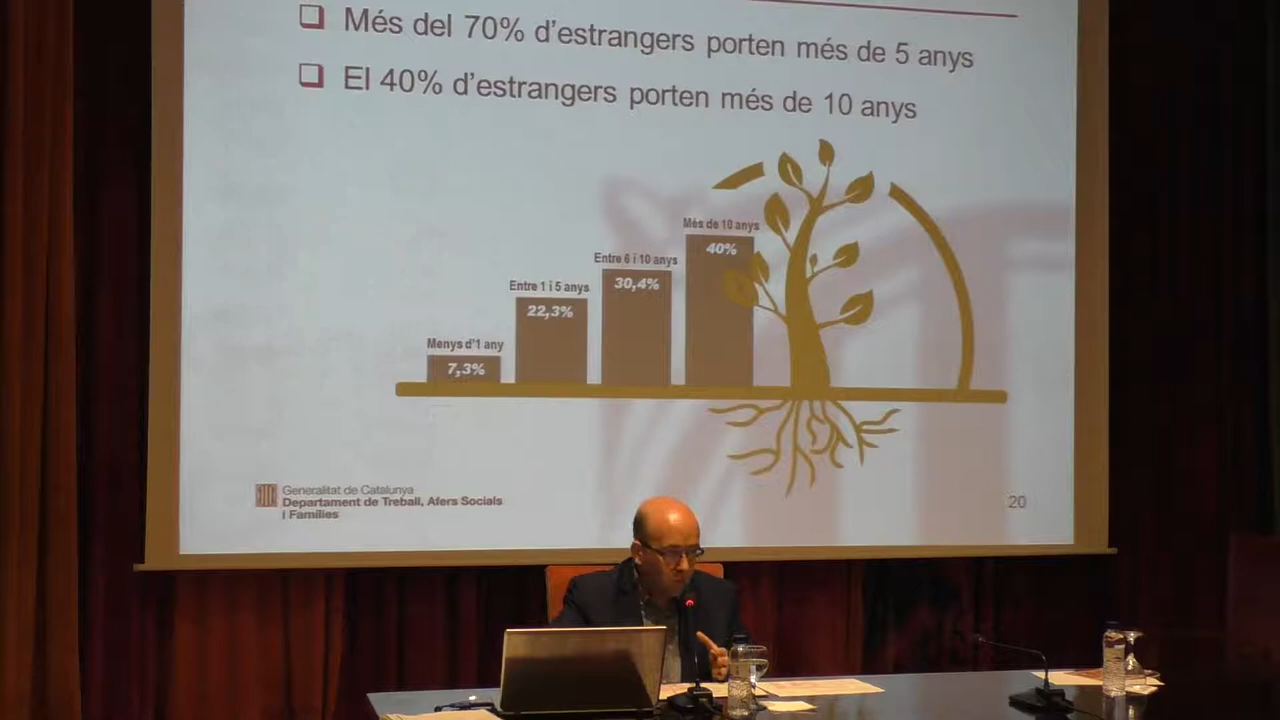 Més del 70% d'estrangers porten més de 5 anys
El 40% d'estrangers porten més de 10 anys
Més de 10 anys
40%
Entre 6 i 10 anys
30,4%
Entre 1 i 5 anys
22,3%
Menys d'1 any
7,3%
Generalitat de Catalunya
Departament de Treball, Afers Socials
i Famílies
20